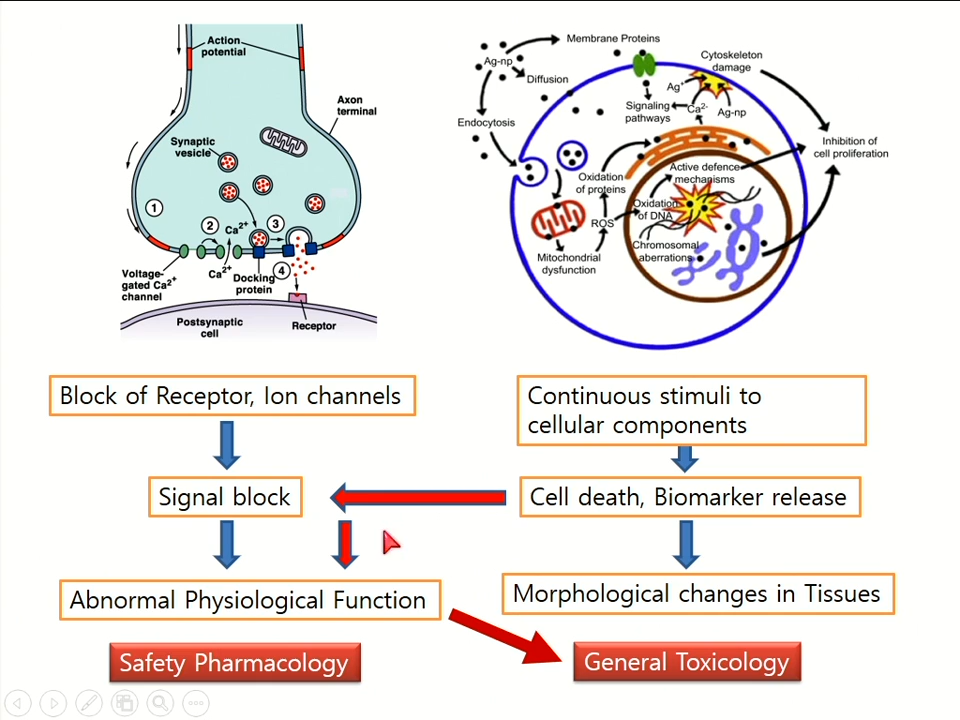 Action
potential
Axon
terminal
Synaptic
vesicle
1
2
Ca2+
3
4
Voltage-
gated Ca2+
channel
Ca2+
Docking
protein
Postsynaptic
cell
Receptor
Membrane Proteins
Ag-np
Diffusion
Cytoskeleton
damage
Ag+
Signaling
pathways
Ca2-
Ag-np
Endocytosis
Inhibition of
cell proliferation
Active defence
mechanisms
Oxidation
of proteins
Oxidation
of DNA
ROS
Chromosomal
aberrations
Mitochondrial
dysfunction
Block of Receptor, Ion channels
Signal block
Abnormal Physiological Function
Safety Pharmacology
Continuous stimuli to
cellular components
Cell death, Biomarker release
Morphological changes in Tissues
General Toxicology